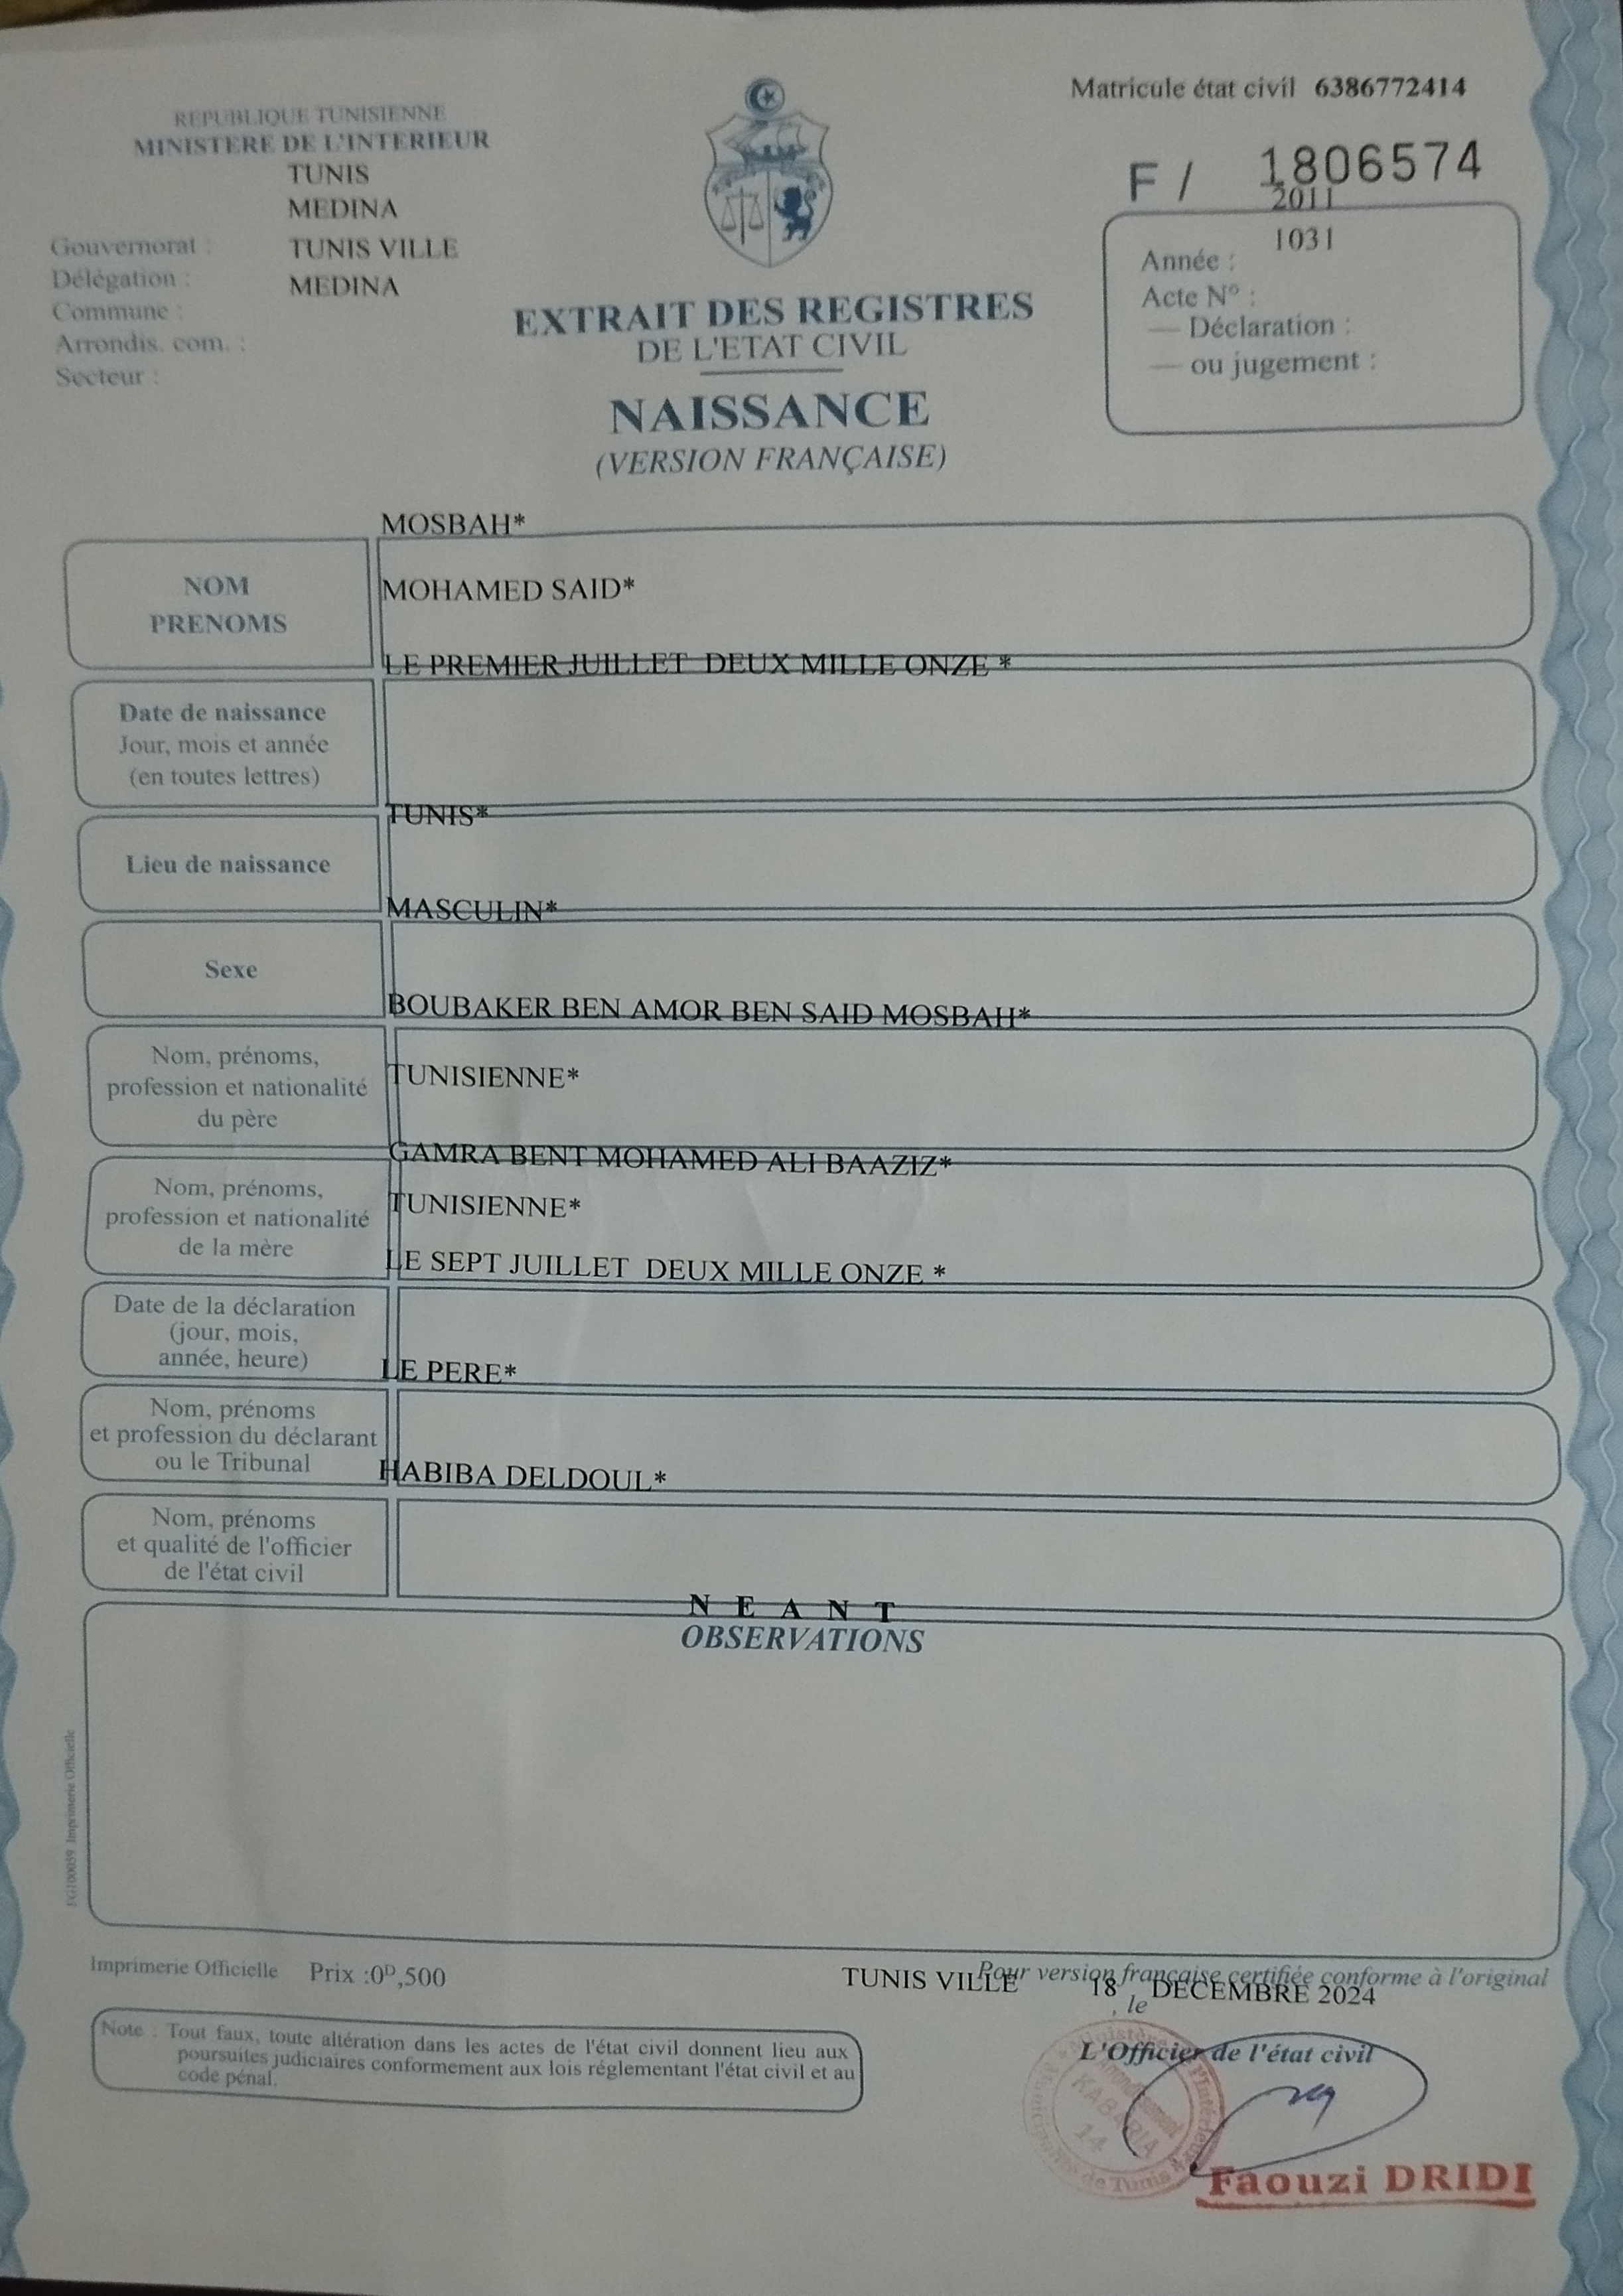 REPUBLIQUE TUNISIENNE
MINISTERE DE L'INTERIEUR
TUNIS
MEDINA
Gouvernorat : TUNIS VILLE
Délégation : MEDINA
Commune :
Arrondis. com. :
Secteur :
Matricule état civil 6386772414
F / 1806574
2011
1031
Année :
Acte N° :
— Déclaration :
— ou jugement :
EXTRAIT DES REGISTRES
DE L'ETAT CIVIL
NAISSANCE
(VERSION FRANÇAISE)
MOSBAH*
NOM
PRENOMS
MOHAMED SAID*
LE PREMIER JUILLET DEUX MILLE ONZE *
Date de naissance
Jour, mois et année
(en toutes lettres)
TUNIS*
Lieu de naissance
MASCULIN*
Sexe
BOUBAKER BEN AMOR BEN SAID MOSBAH*
Nom, prénoms,
profession et nationalité
du père
TUNISIENNE*
GAMRA BENT MOHAMED ALI BAAZIZ*
Nom, prénoms,
profession et nationalité
de la mère
TUNISIENNE*
LE SEPT JUILLET DEUX MILLE ONZE *
Date de la déclaration
(jour, mois,
année, heure)
LE PERE*
Nom, prénoms
et profession du déclarant
ou le Tribunal
HABIBA DELDOUL*
Nom, prénoms
et qualité de l'officier
de l'état civil
N E A N T
OBSERVATIONS
Imprimerie Officielle Prix :0D,500
Pour version française certifiée conforme à l'original
TUNIS VILLE 18 DECEMBRE 2024
, le
Note : Tout faux, toute altération dans les actes de l'état civil donnent lieu aux
poursuites judiciaires conformement aux lois réglementant l'état civil et au
code pénal.
L'Officier de l'état civil
KABARIA
14
Faouzi DRIDI